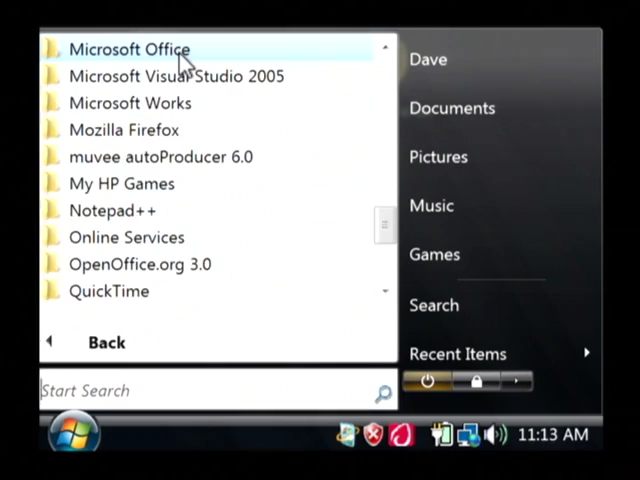 Microsoft Office
Microsoft Visual Studio 2005
Microsoft Works
Mozilla Firefox
muvee autoProducer 6.0
My HP Games
Notepad++
Online Services
OpenOffice.org 3.0
QuickTime
Back
Start Search
Dave
Documents
Pictures
Music
Games
Search
Recent Items
11:13 AM